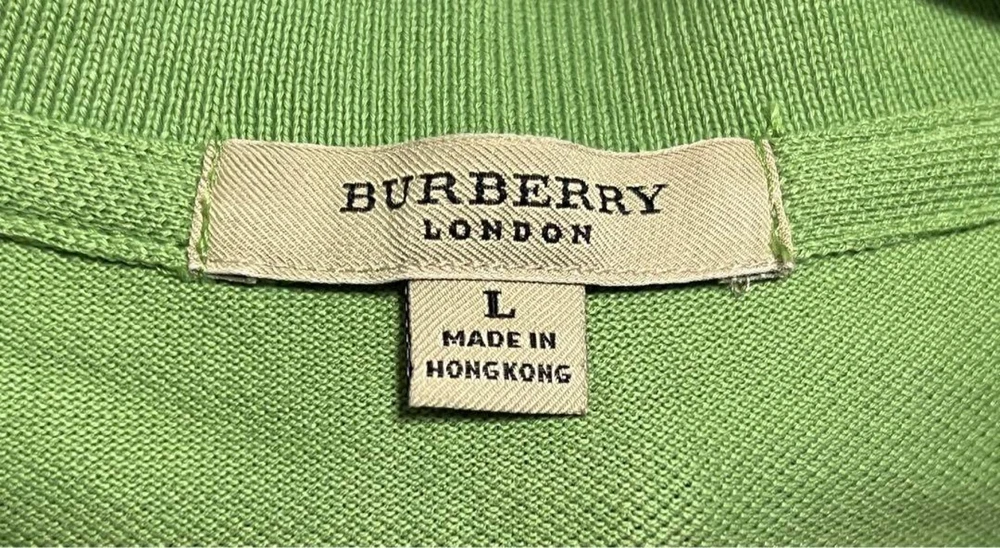 BURBERRY
LONDON
L
MADE IN
HONGKONG